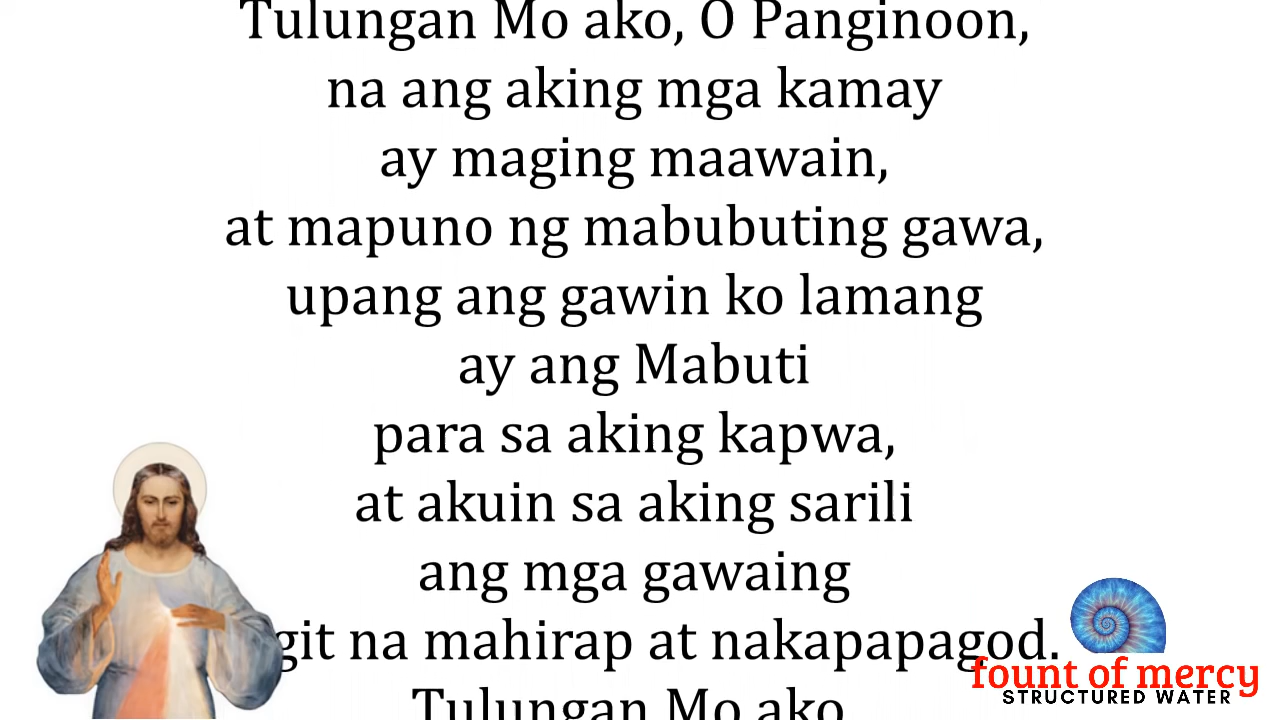 Tulungan Mo ako, O Panginoon,
na ang aking mga kamay
ay maging maawain,
at mapuno ng mabubuting gawa,
upang ang gawin ko lamang
ay ang Mabuti
para sa aking kapwa,
at akuin sa aking sarili
ang mga gawaing
git na mahirap at nakapapagod.
fount of mercy
STRUCTURED WATER
Tulungan Mo ako